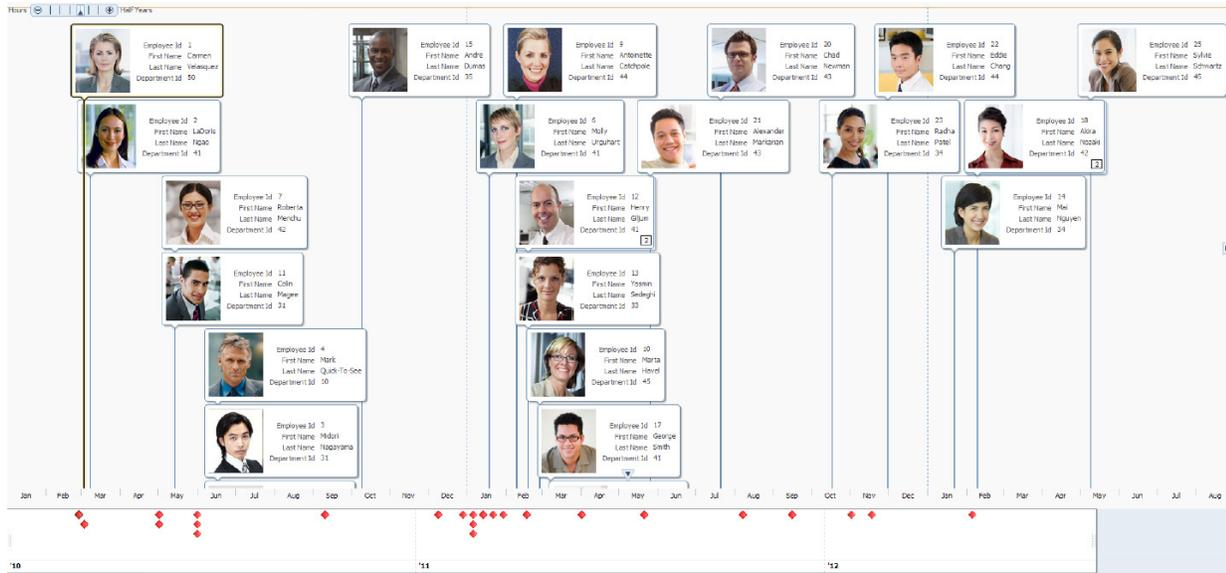 Hours Half Years
Employee Id 1
First Name Carmen
Last Name Velasquez
Department Id 50
Employee Id 15
First Name Andre
Last Name Dumas
Department Id 35
Employee Id 9
First Name Antoinette
Last Name Catchpole
Department Id 44
Employee Id 20
First Name Chad
Last Name Newman
Department Id 43
Employee Id 22
First Name Eddie
Last Name Chang
Department Id 44
Employee Id 25
First Name Sylvie
Last Name Schwartz
Department Id 45
Employee Id 2
First Name LaDoris
Last Name Ngao
Department Id 41
Employee Id 6
First Name Molly
Last Name Urguhart
Department Id 41
Employee Id 21
First Name Alexander
Last Name Markarian
Department Id 43
Employee Id 23
First Name Radha
Last Name Patel
Department Id 34
Employee Id 18
First Name Akira
Last Name Nozaki
Department Id 42
2
Employee Id 7
First Name Roberta
Last Name Menchu
Department Id 42
Employee Id 12
First Name Henry
Last Name Giljum
Department Id 41
2
Employee Id 14
First Name Mai
Last Name Nguyen
Department Id 34
Employee Id 11
First Name Colin
Last Name Magee
Department Id 31
Employee Id 13
First Name Yasmin
Last Name Sedeghi
Department Id 33
Employee Id 4
First Name Mark
Last Name Quick-To-See
Department Id 10
Employee Id 10
First Name Marta
Last Name Havel
Department Id 45
Employee Id 3
First Name Midori
Last Name Nagayama
Department Id 31
Employee Id 17
First Name George
Last Name Smith
Department Id 41
Jan Feb Mar Apr May Jun Jul Aug Sep Oct Nov Dec Jan Feb Mar Apr May Jun Jul Aug Sep Oct Nov Dec Jan Feb Mar Apr May Jun Jul Aug
'10 '11 '12